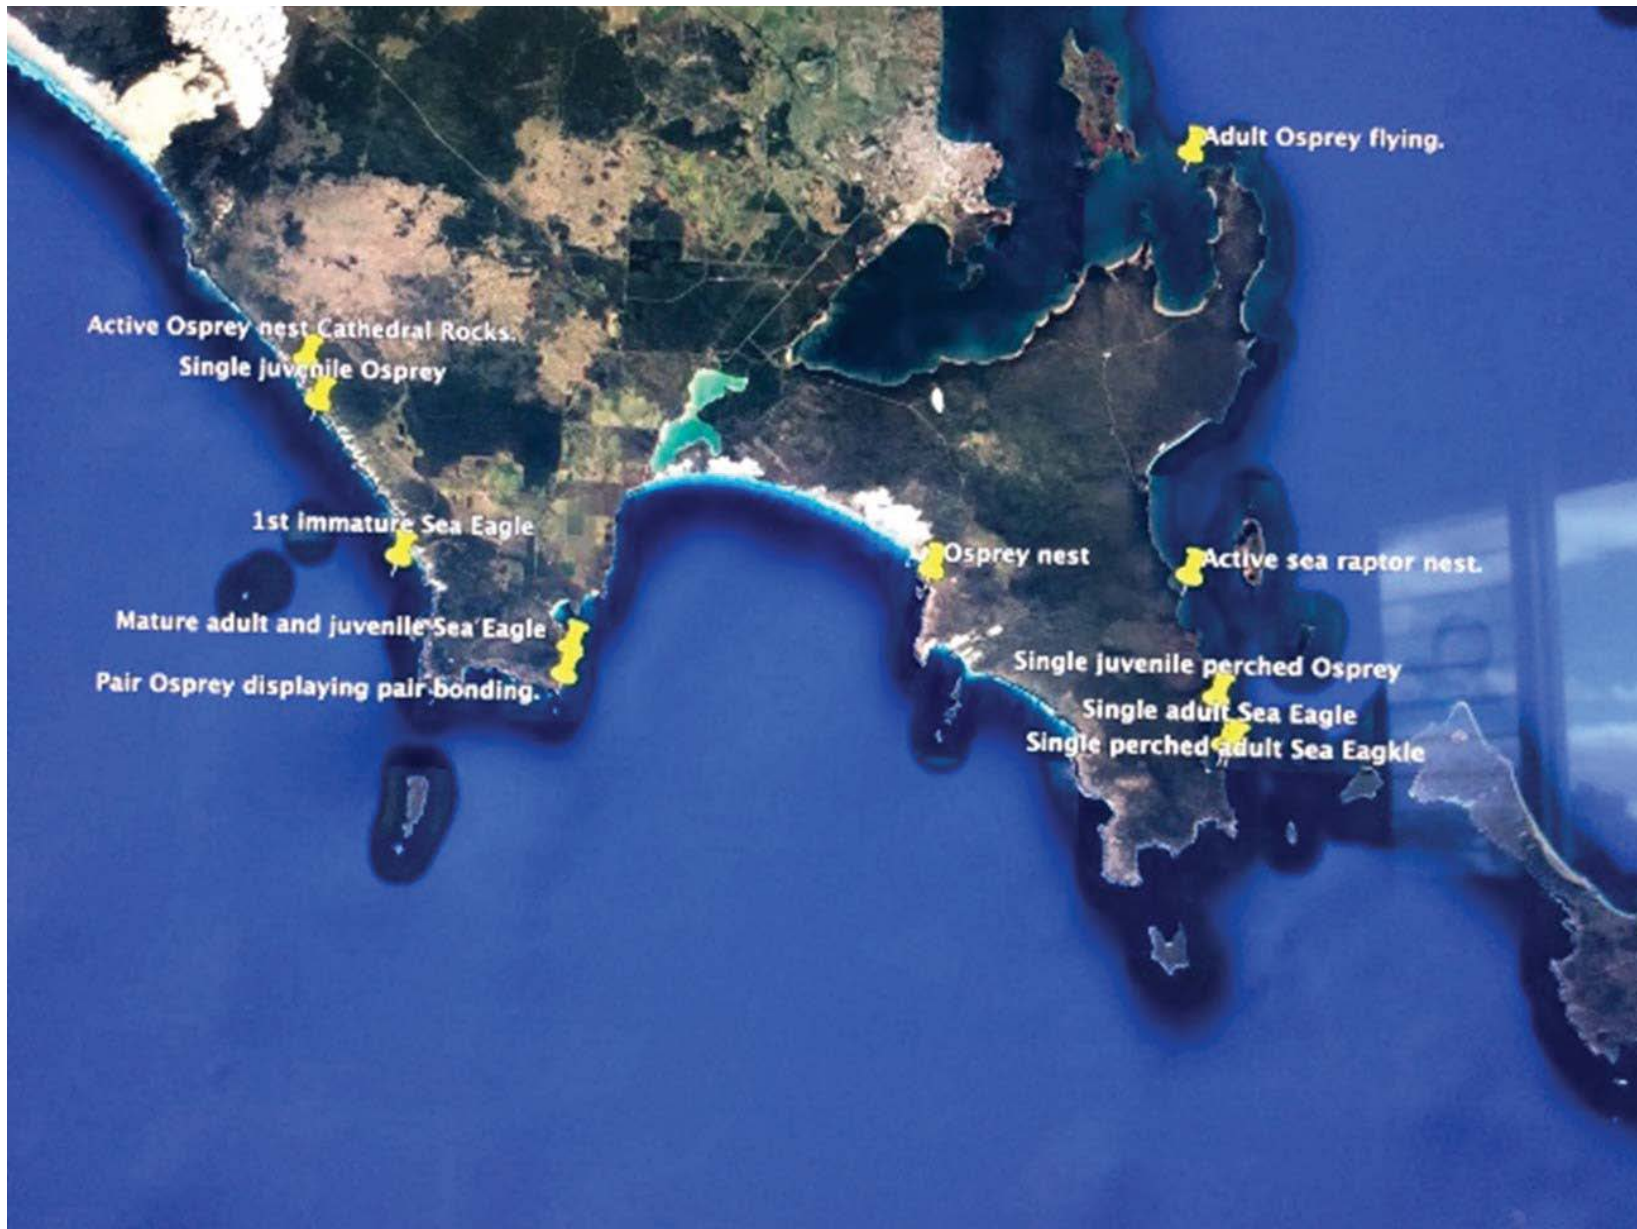 Adult Osprey flying.
Active Osprey nest Cathedral Rocks.
Single juvenile Osprey
1st immature Sea Eagle
Osprey nest
Active sea raptor nest.
Mature adult and juvenile Sea Eagle
Single juvenile perched Osprey
Pair Osprey displaying pair bonding.
Single adult Sea Eagle
Single perched adult Sea Eagkle